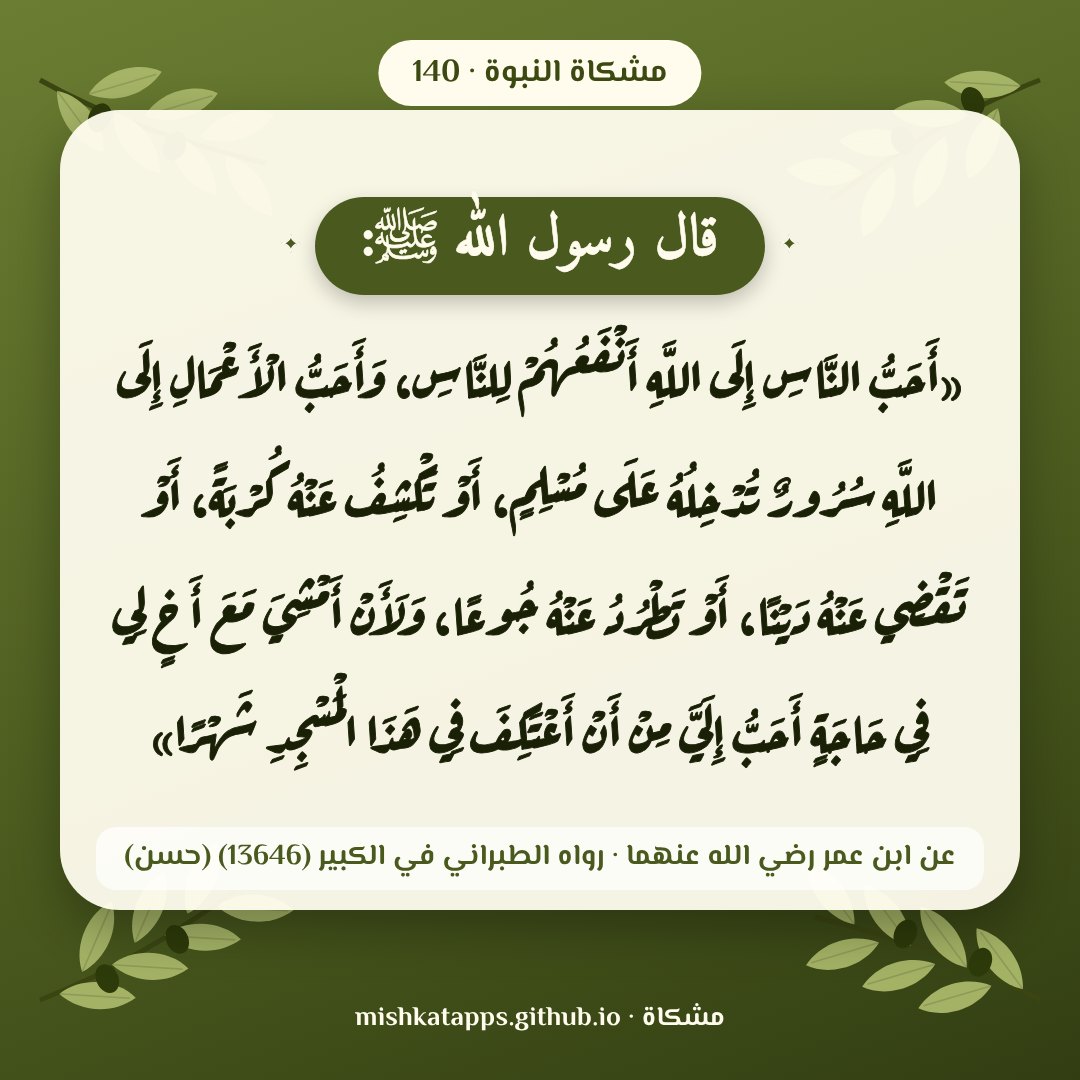 مشكاة النبوة · 140
قال رسول الله ﷺ:
«أَحَبُّ النَّاسِ إِلَى اللَّهِ أَنْفَعُهُمْ لِلنَّاسِ، وَأَحَبُّ الْأَعْمَالِ إِلَى
اللَّهِ سُرُورٌ تُدْخِلُهُ عَلَى مُسْلِمٍ، أَوْ تَكْشِفُ عَنْهُ كُرْبَةً، أَوْ
تَقْضِي عَنْهُ دَيْنًا، أَوْ تَطْرُدُ عَنْهُ جُوعًا، وَلَأَنْ أَمْشِيَ مَعَ أَخٍ لِي
فِي حَاجَةٍ أَحَبُّ إِلَيَّ مِنْ أَنْ أَعْتَكِفَ فِي هَذَا الْمَسْجِدِ شَهْرًا»
عن ابن عمر رضي الله عنهما · رواه الطبراني في الكبير (13646) (حسن)
مشكاة · mishkatapps.github.io